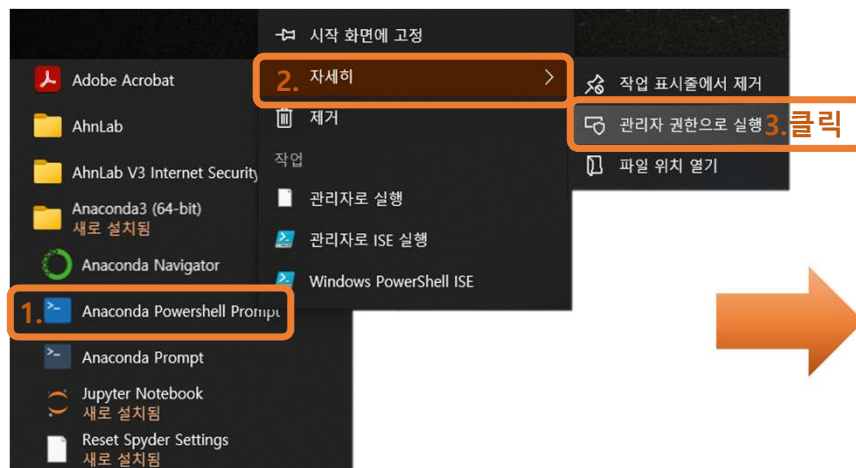 Adobe Acrobat
AhnLab
AhnLab V3 Internet Security
Anaconda3 (64-bit)
새로 설치됨
Anaconda Navigator
1.
Anaconda Powershell Prompt
Anaconda Prompt
Jupyter Notebook
새로 설치됨
Reset Spyder Settings
새로 설치됨
시작 화면에 고정
2. 자세히
제거
작업
관리자로 실행
관리자로 ISE 실행
Windows PowerShell ISE
작업 표시줄에서 제거
관리자 권한으로 실행 3.클릭
파일 위치 열기